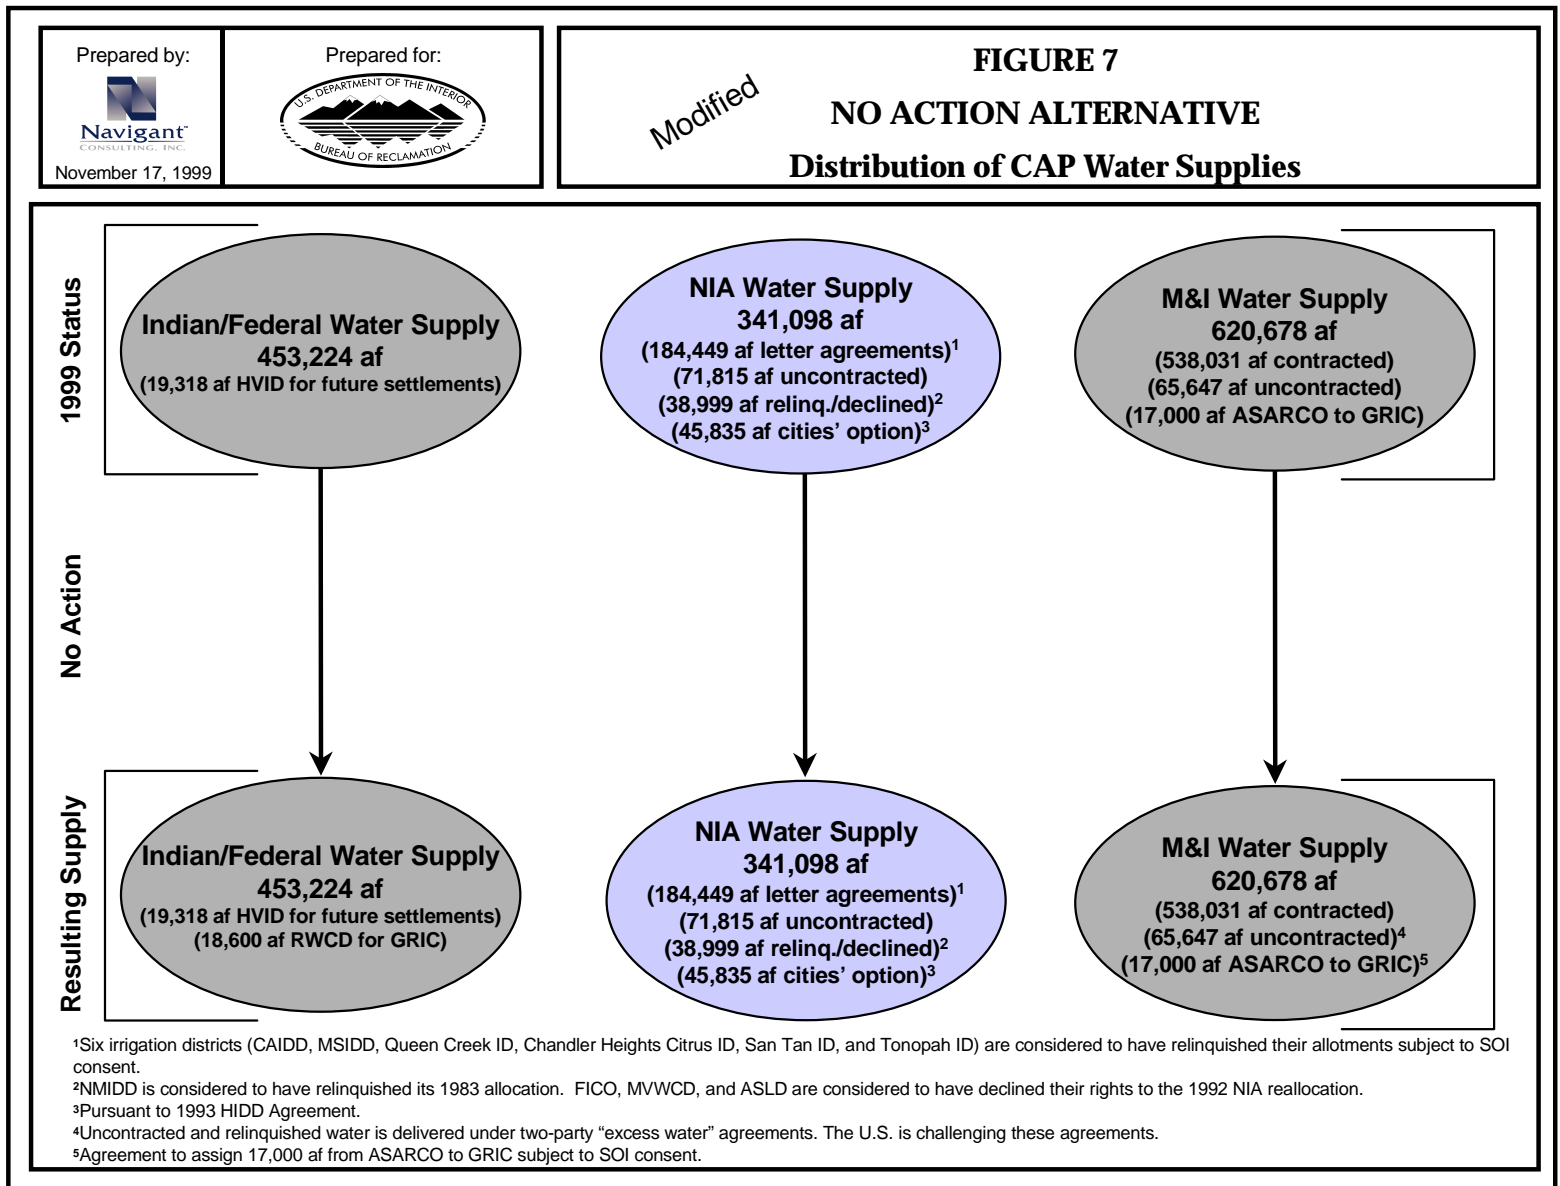 Prepared by:
Navigant™
CONSULTING, INC.
November 17, 1999
Prepared for:
U.S. DEPARTMENT OF THE INTERIOR
BUREAU OF RECLAMATION
Modified
FIGURE 7
NO ACTION ALTERNATIVE
Distribution of CAP Water Supplies
1999 Status
Indian/Federal Water Supply
453,224 af
(19,318 af HVID for future settlements)
NIA Water Supply
341,098 af
(184,449 af letter agreements)¹
(71,815 af uncontracted)
(38,999 af relinq./declined)²
(45,835 af cities’ option)³
M&I Water Supply
620,678 af
(538,031 af contracted)
(65,647 af uncontracted)
(17,000 af ASARCO to GRIC)
No Action
Resulting Supply
Indian/Federal Water Supply
453,224 af
(19,318 af HVID for future settlements)
(18,600 af RWCD for GRIC)
NIA Water Supply
341,098 af
(184,449 af letter agreements)¹
(71,815 af uncontracted)
(38,999 af relinq./declined)²
(45,835 af cities’ option)³
M&I Water Supply
620,678 af
(538,031 af contracted)
(65,647 af uncontracted)⁴
(17,000 af ASARCO to GRIC)⁵
¹Six irrigation districts (CAIDD, MSIDD, Queen Creek ID, Chandler Heights Citrus ID, San Tan ID, and Tonopah ID) are considered to have relinquished their allotments subject to SOI
consent.
²NMIDD is considered to have relinquished its 1983 allocation.  FICO, MVWCD, and ASLD are considered to have declined their rights to the 1992 NIA reallocation.
³Pursuant to 1993 HIDD Agreement.
⁴Uncontracted and relinquished water is delivered under two-party “excess water” agreements. The U.S. is challenging these agreements.
⁵Agreement to assign 17,000 af from ASARCO to GRIC subject to SOI consent.